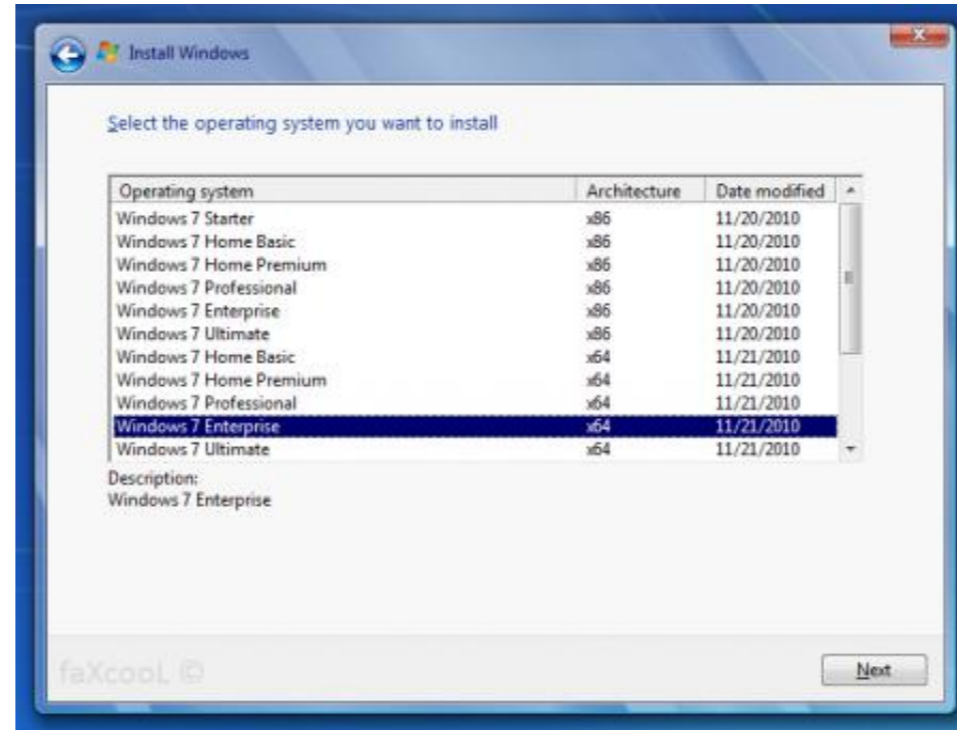 Install Windows
Select the operating system you want to install
Operating system Architecture Date modified
Windows 7 Starter x86 11/20/2010
Windows 7 Home Basic x86 11/20/2010
Windows 7 Home Premium x86 11/20/2010
Windows 7 Professional x86 11/20/2010
Windows 7 Enterprise x86 11/20/2010
Windows 7 Ultimate x86 11/20/2010
Windows 7 Home Basic x64 11/21/2010
Windows 7 Home Premium x64 11/21/2010
Windows 7 Professional x64 11/21/2010
Windows 7 Enterprise x64 11/21/2010
Windows 7 Ultimate x64 11/21/2010
Description:
Windows 7 Enterprise
faXcooL ©
Next